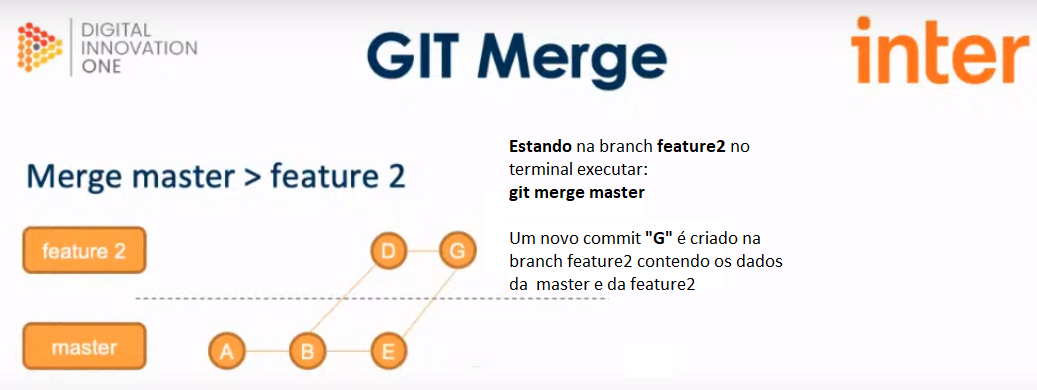 DIGITAL
INNOVATION
ONE
GIT Merge
inter
Merge master > feature 2
Estando na branch feature2 no
terminal executar:
git merge master
Um novo commit "G" é criado na
branch feature2 contendo os dados
da master e da feature2
feature 2
D
G
master
A
B
E